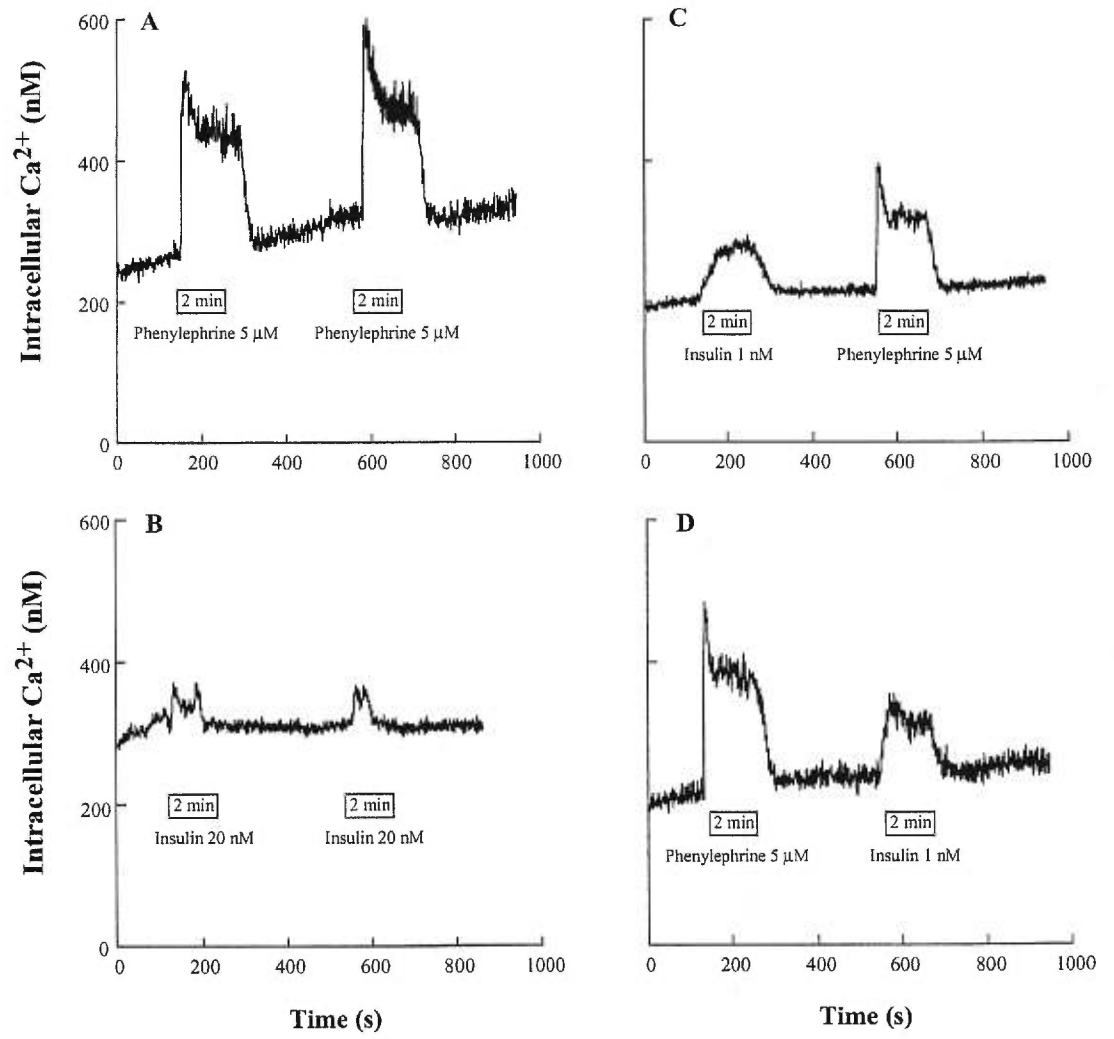 A
Intracellular Ca2+ (nM)
600
400
200
0
2 min
2 min
Phenylephrine 5 µM
Phenylephrine 5 µM
0 200 400 600 800 1000
C
2 min
2 min
Insulin 1 nM
Phenylephrine 5 µM
0 200 400 600 800 1000
B
Intracellular Ca2+ (nM)
600
400
200
0
2 min
2 min
Insulin 20 nM
Insulin 20 nM
0 200 400 600 800 1000
Time (s)
D
2 min
2 min
Phenylephrine 5 µM
Insulin 1 nM
0 200 400 600 800 1000
Time (s)